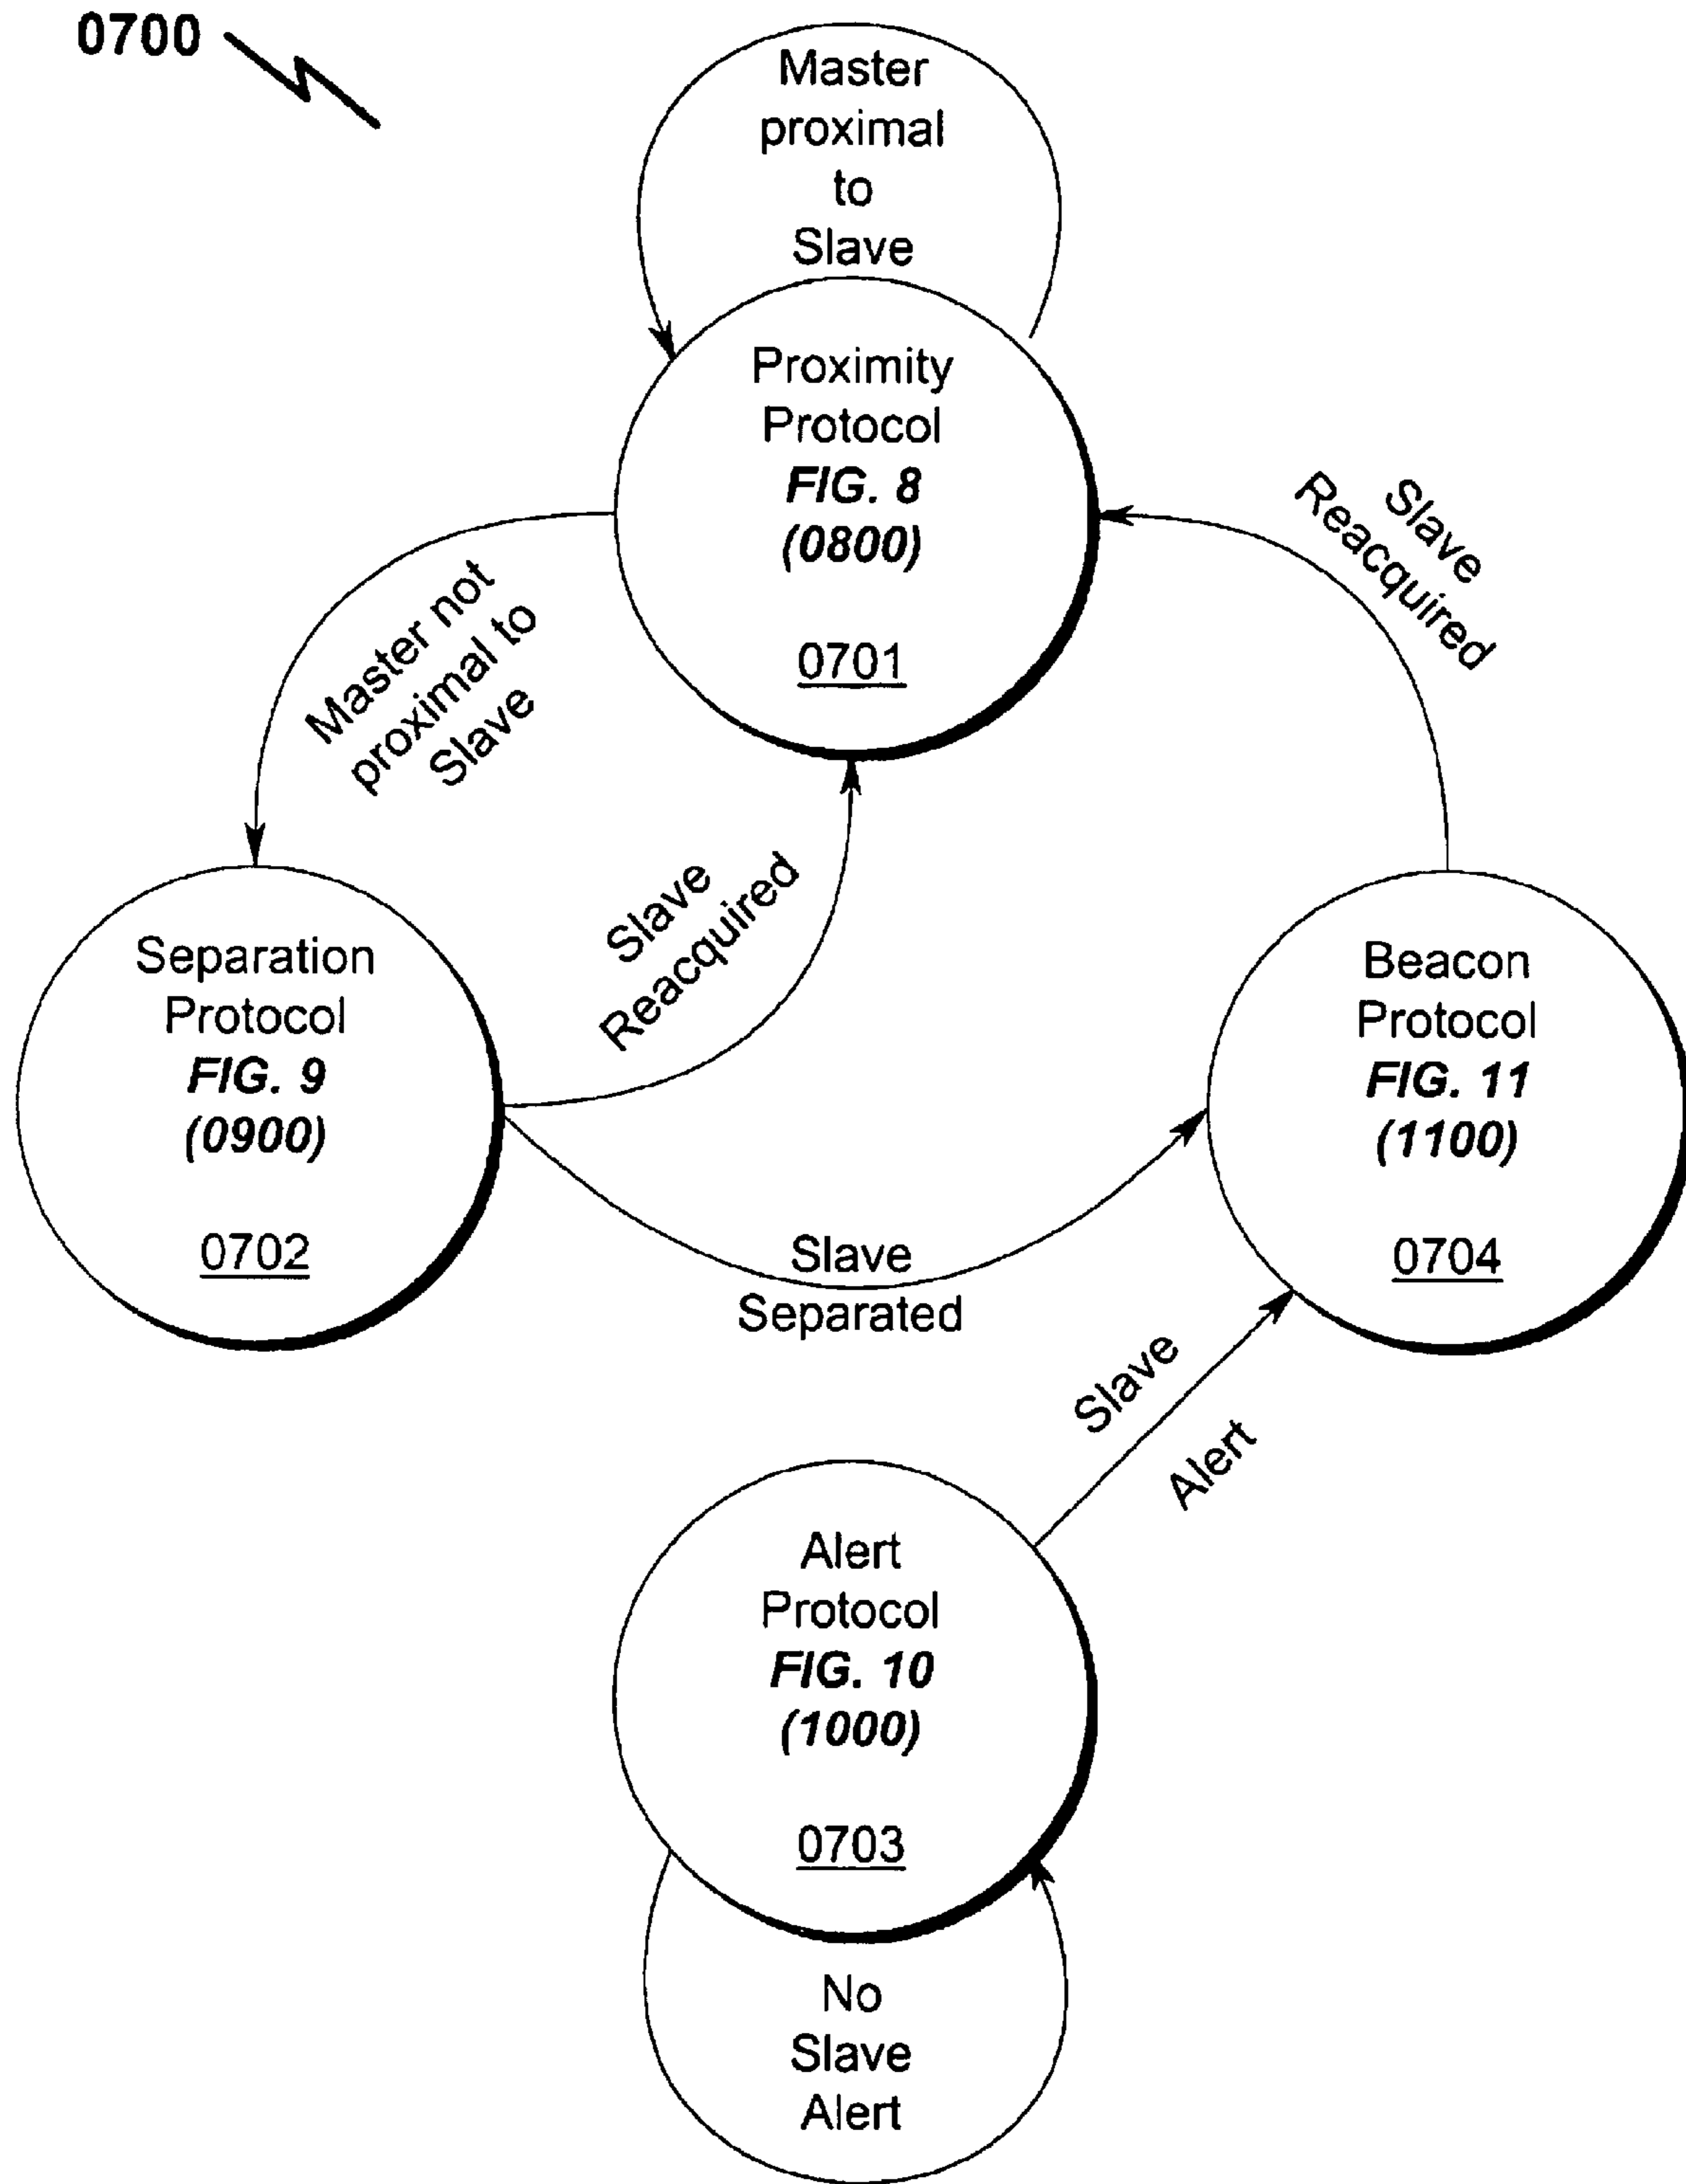 0700
Master
proximal
to
Slave
Proximity
Protocol
FIG. 8
(0800)
0701
Slave
Reacquired
Master not
proximal to
Slave
Slave
Reacquired
Separation
Protocol
FIG. 9
(0900)
0702
Beacon
Protocol
FIG. 11
(1100)
0704
Slave
Separated
Slave
Alert
Alert
Protocol
FIG. 10
(1000)
0703
No
Slave
Alert